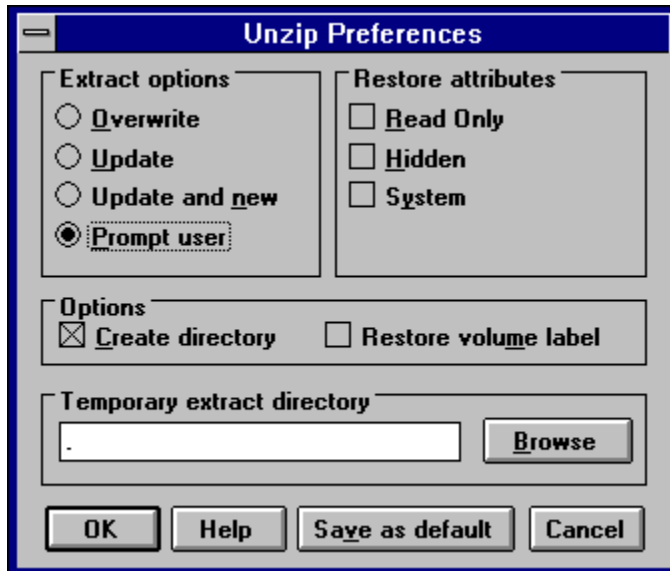 Unzip Preferences
Extract options
Overwrite
Update
Update and new
Prompt user
Restore attributes
Read Only
Hidden
System
Options
Create directory
Restore volume label
Temporary extract directory
.
Browse
OK
Help
Save as default
Cancel